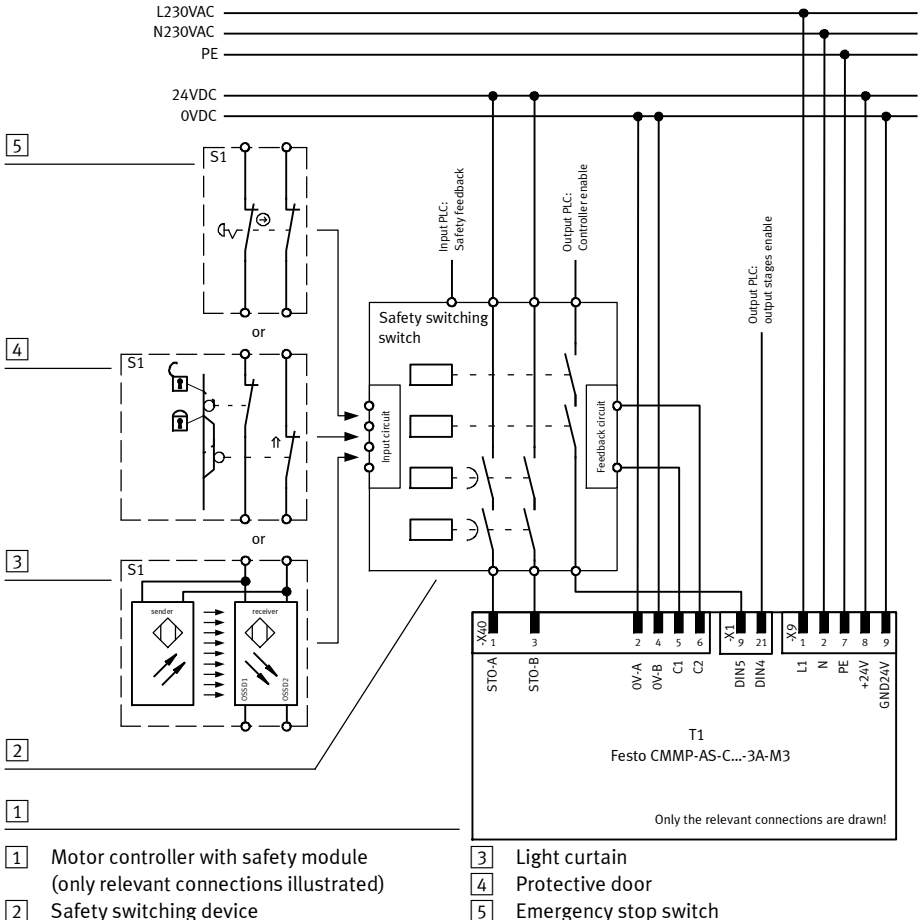 L230VAC
N230VAC
PE
24VDC
0VDC
5
S1
or
4
S1
or
3
S1
sender
receiver
OSSD1
OSSD2
2
1
Input PLC:
Safety feedback
Output PLC:
Controller enable
Output PLC:
output stages enable
Safety switching
switch
Input circuit
Feedback circuit
-X40
1
3
2
4
5
6
-X1
9
21
-X9
1
2
7
8
9
STO-A
STO-B
0V-A
0V-B
C1
C2
DIN5
DIN4
L1
N
PE
+24V
GND24V
T1
Festo CMMP-AS-C...-3A-M3
Only the relevant connections are drawn!
1 Motor controller with safety module
(only relevant connections illustrated)
2 Safety switching device
3 Light curtain
4 Protective door
5 Emergency stop switch